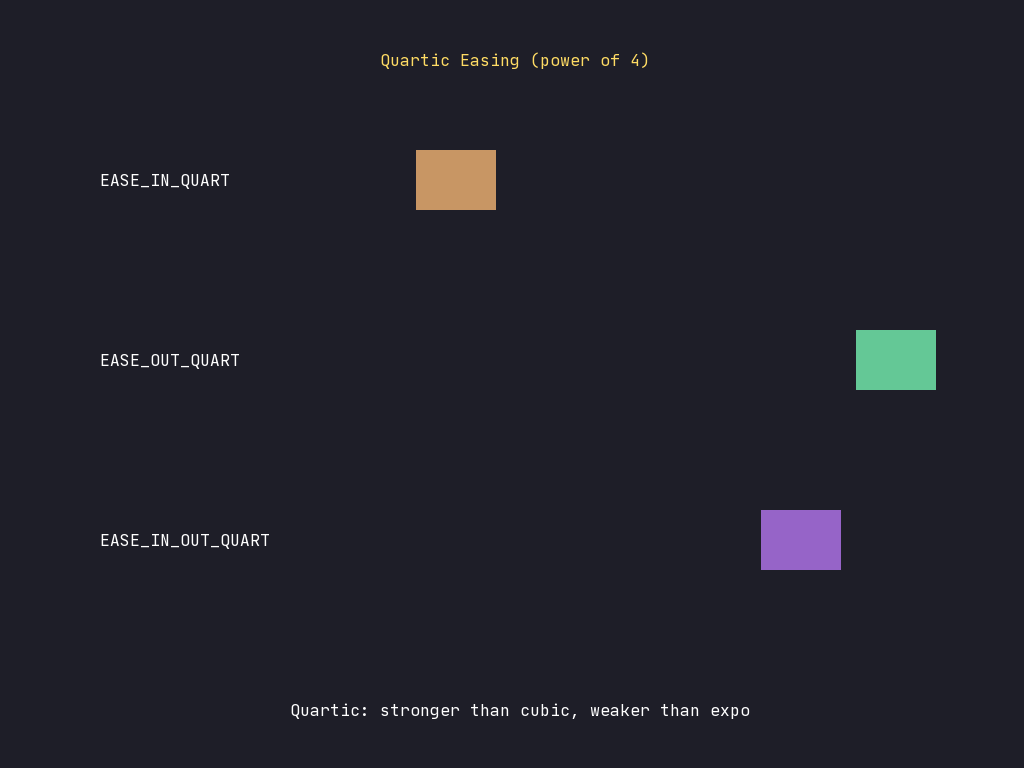 Quartic Easing (power of 4)
EASE_IN_QUART
EASE_OUT_QUART
EASE_IN_OUT_QUART
Quartic: stronger than cubic, weaker than expo